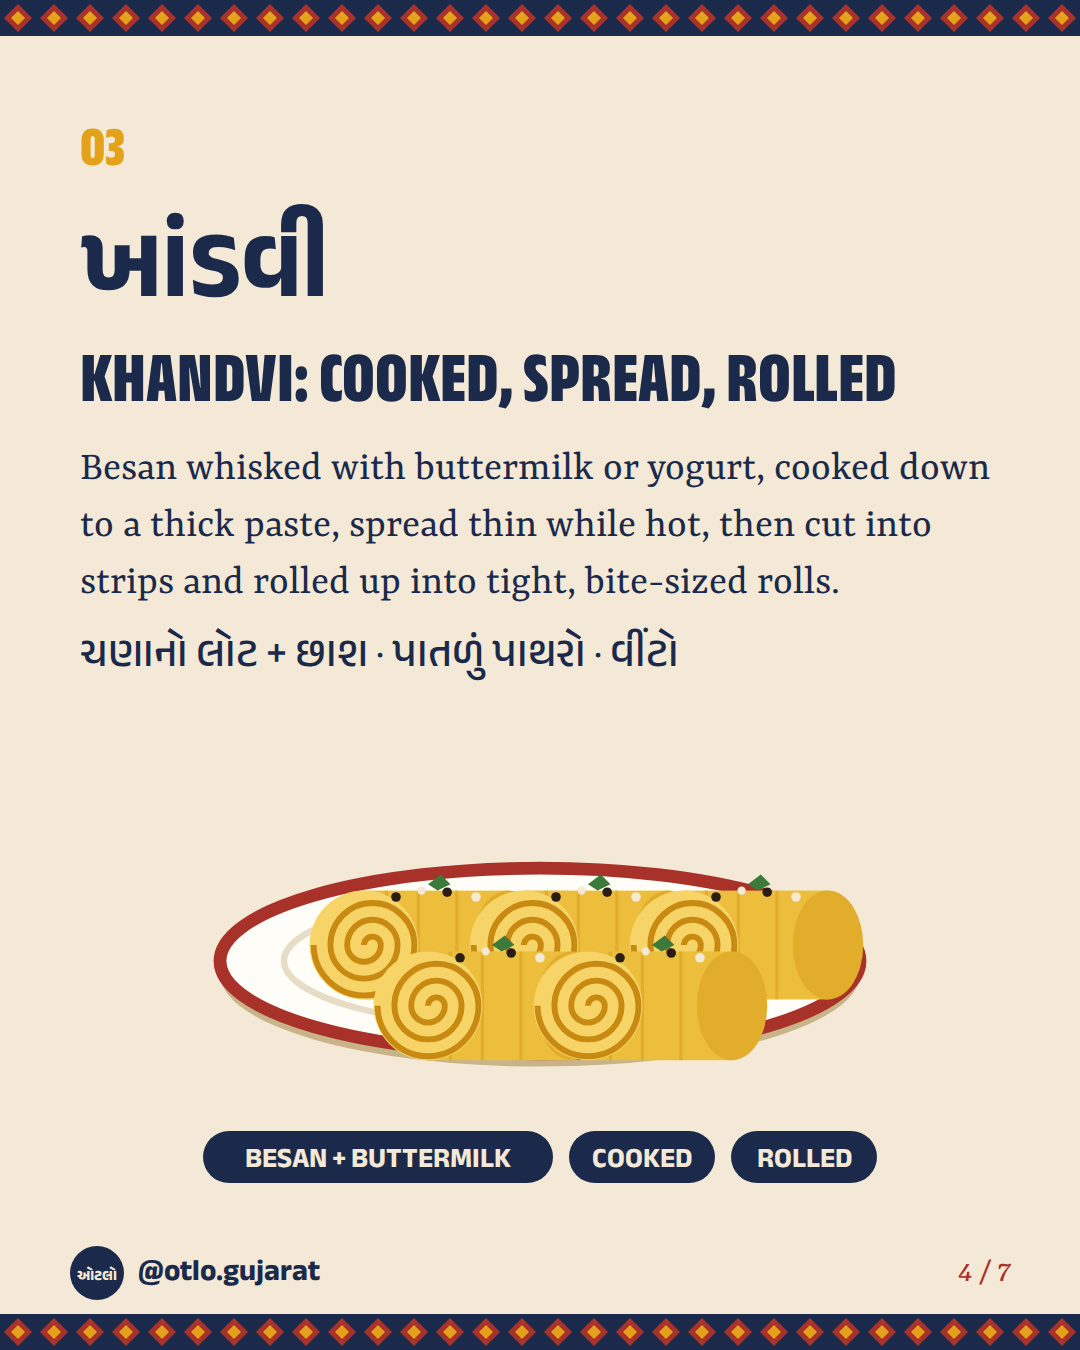 03
ખાંડવી
KHANDVI: COOKED, SPREAD, ROLLED
Besan whisked with buttermilk or yogurt, cooked down
to a thick paste, spread thin while hot, then cut into
strips and rolled up into tight, bite-sized rolls.
ચણાનો લોટ + છાશ · પાતળું પાથરો · વીંટો
BESAN + BUTTERMILK
COOKED
ROLLED
ઓટલો
@otlo.gujarat
4 / 7